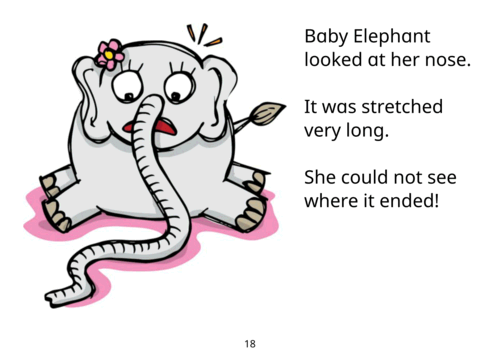 Baby Elephant
looked at her nose.
It was stretched
very long.
She could not see
where it ended!
18